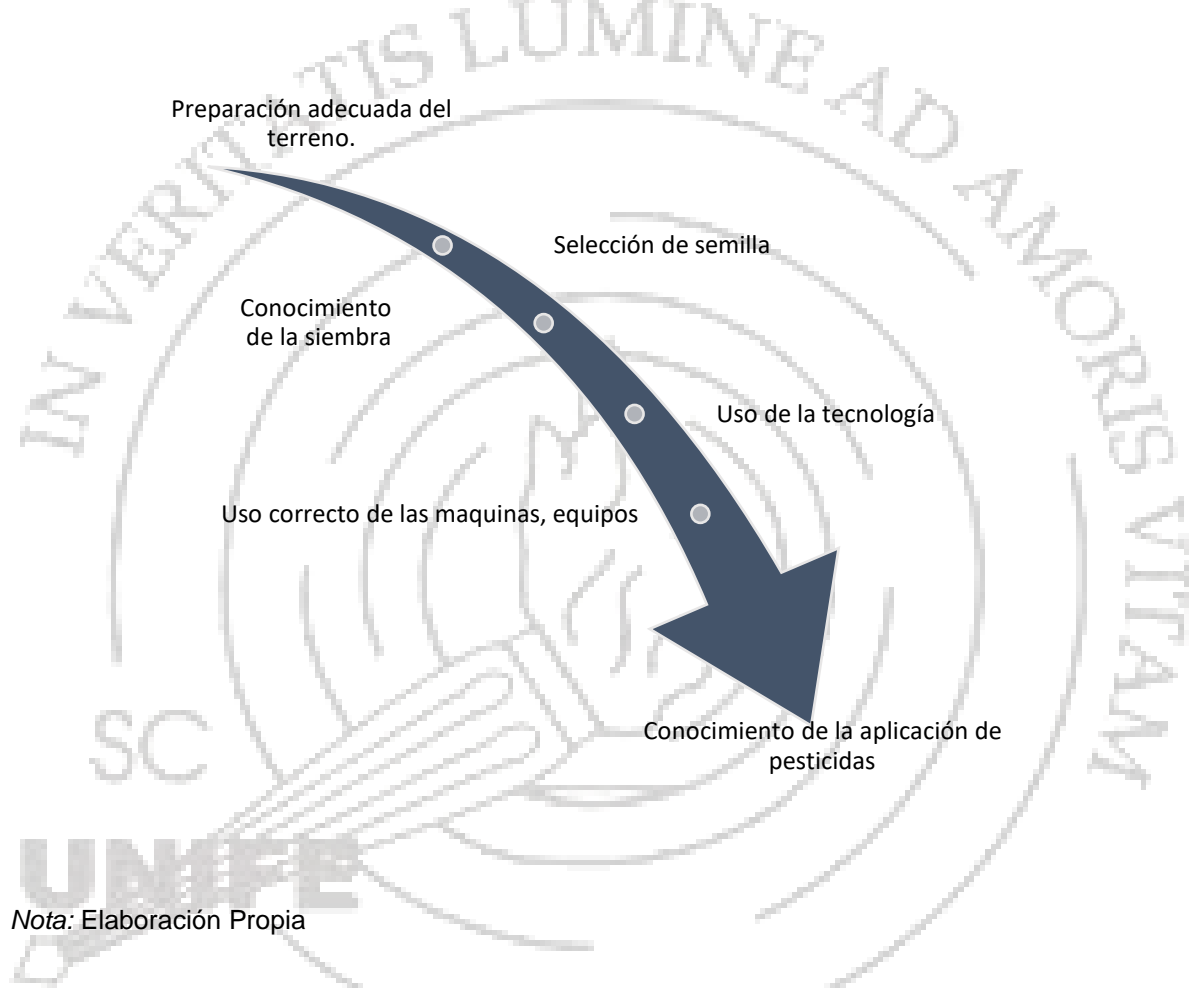 IN VERITATIS LUMINE AD AMORIS VITAM
Preparación adecuada del
terreno.
Selección de semilla
Conocimiento
de la siembra
Uso de la tecnología
Uso correcto de las maquinas, equipos
Conocimiento de la aplicación de
pesticidas
SC
UNIFE
Nota: Elaboración Propia